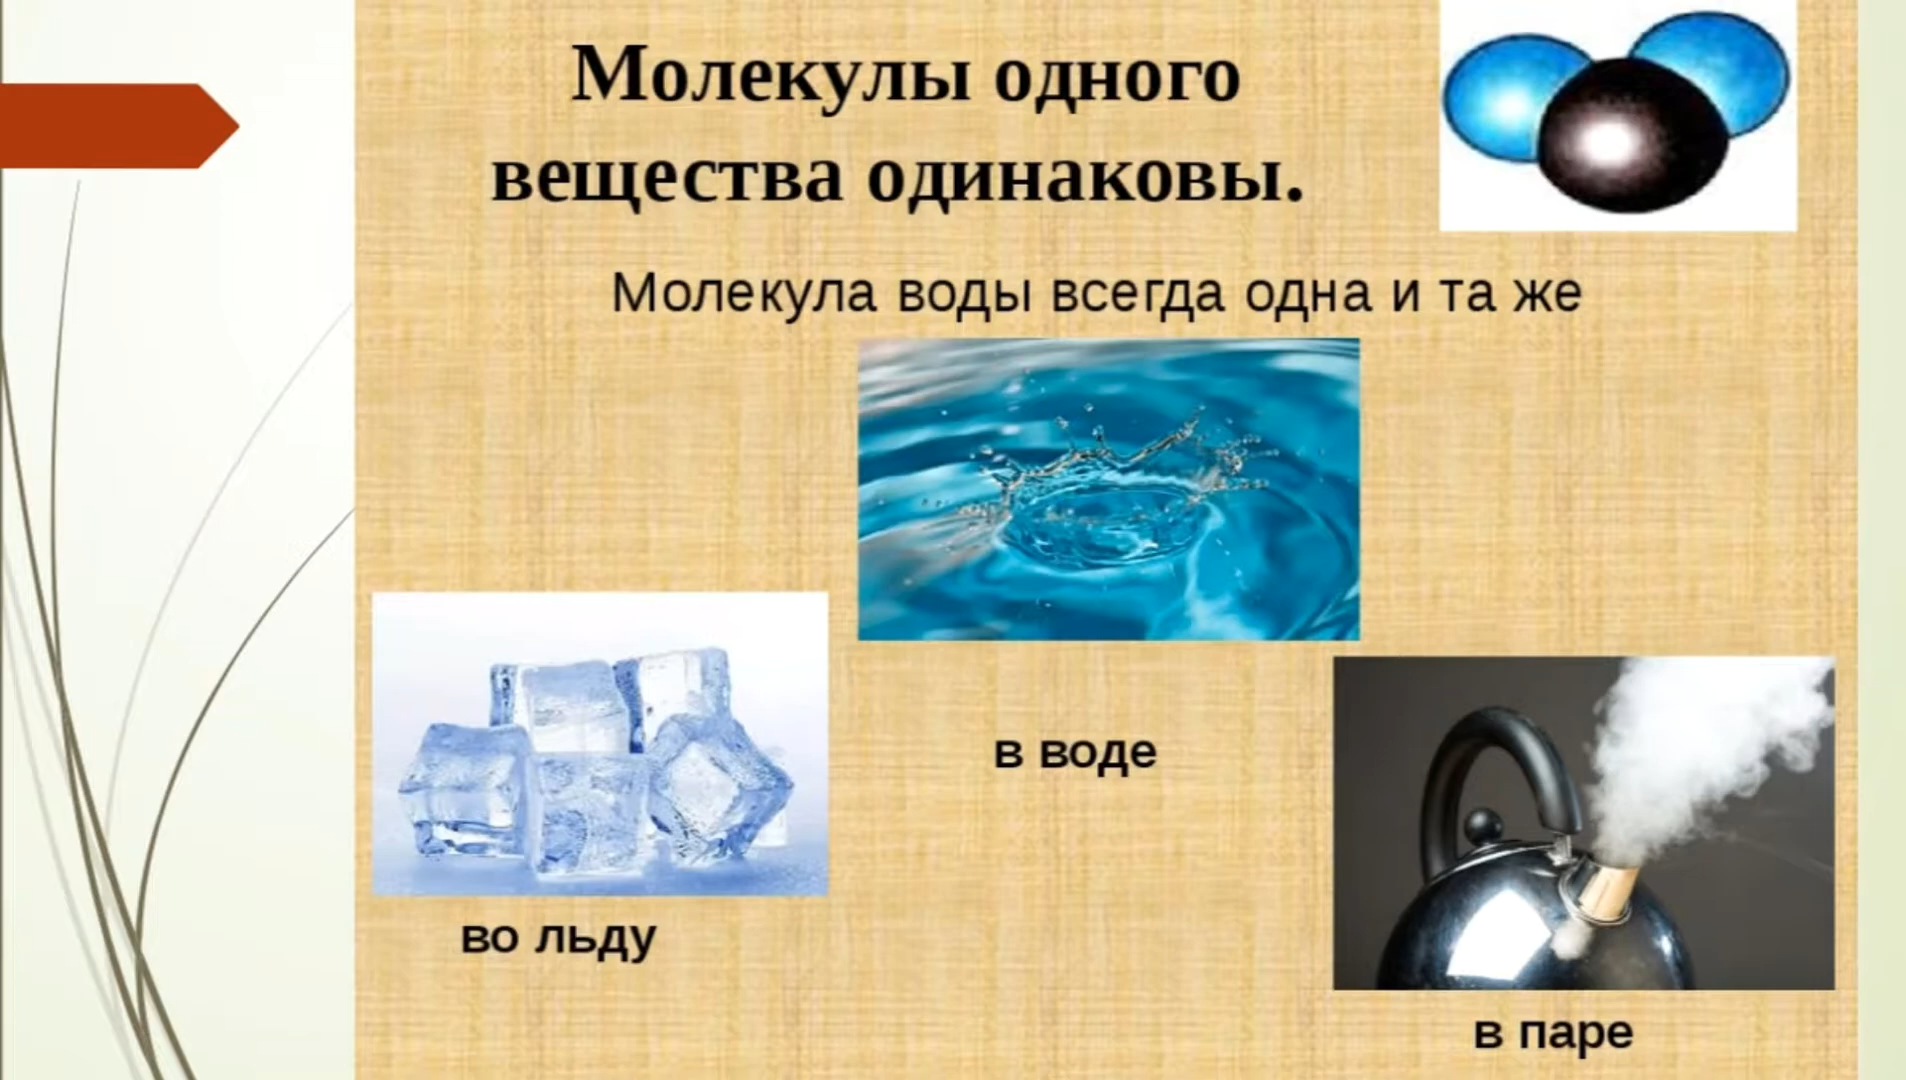 Молекулы одного
вещества одинаковы.
Молекула воды всегда одна и та же
в воде
во льду
в паре